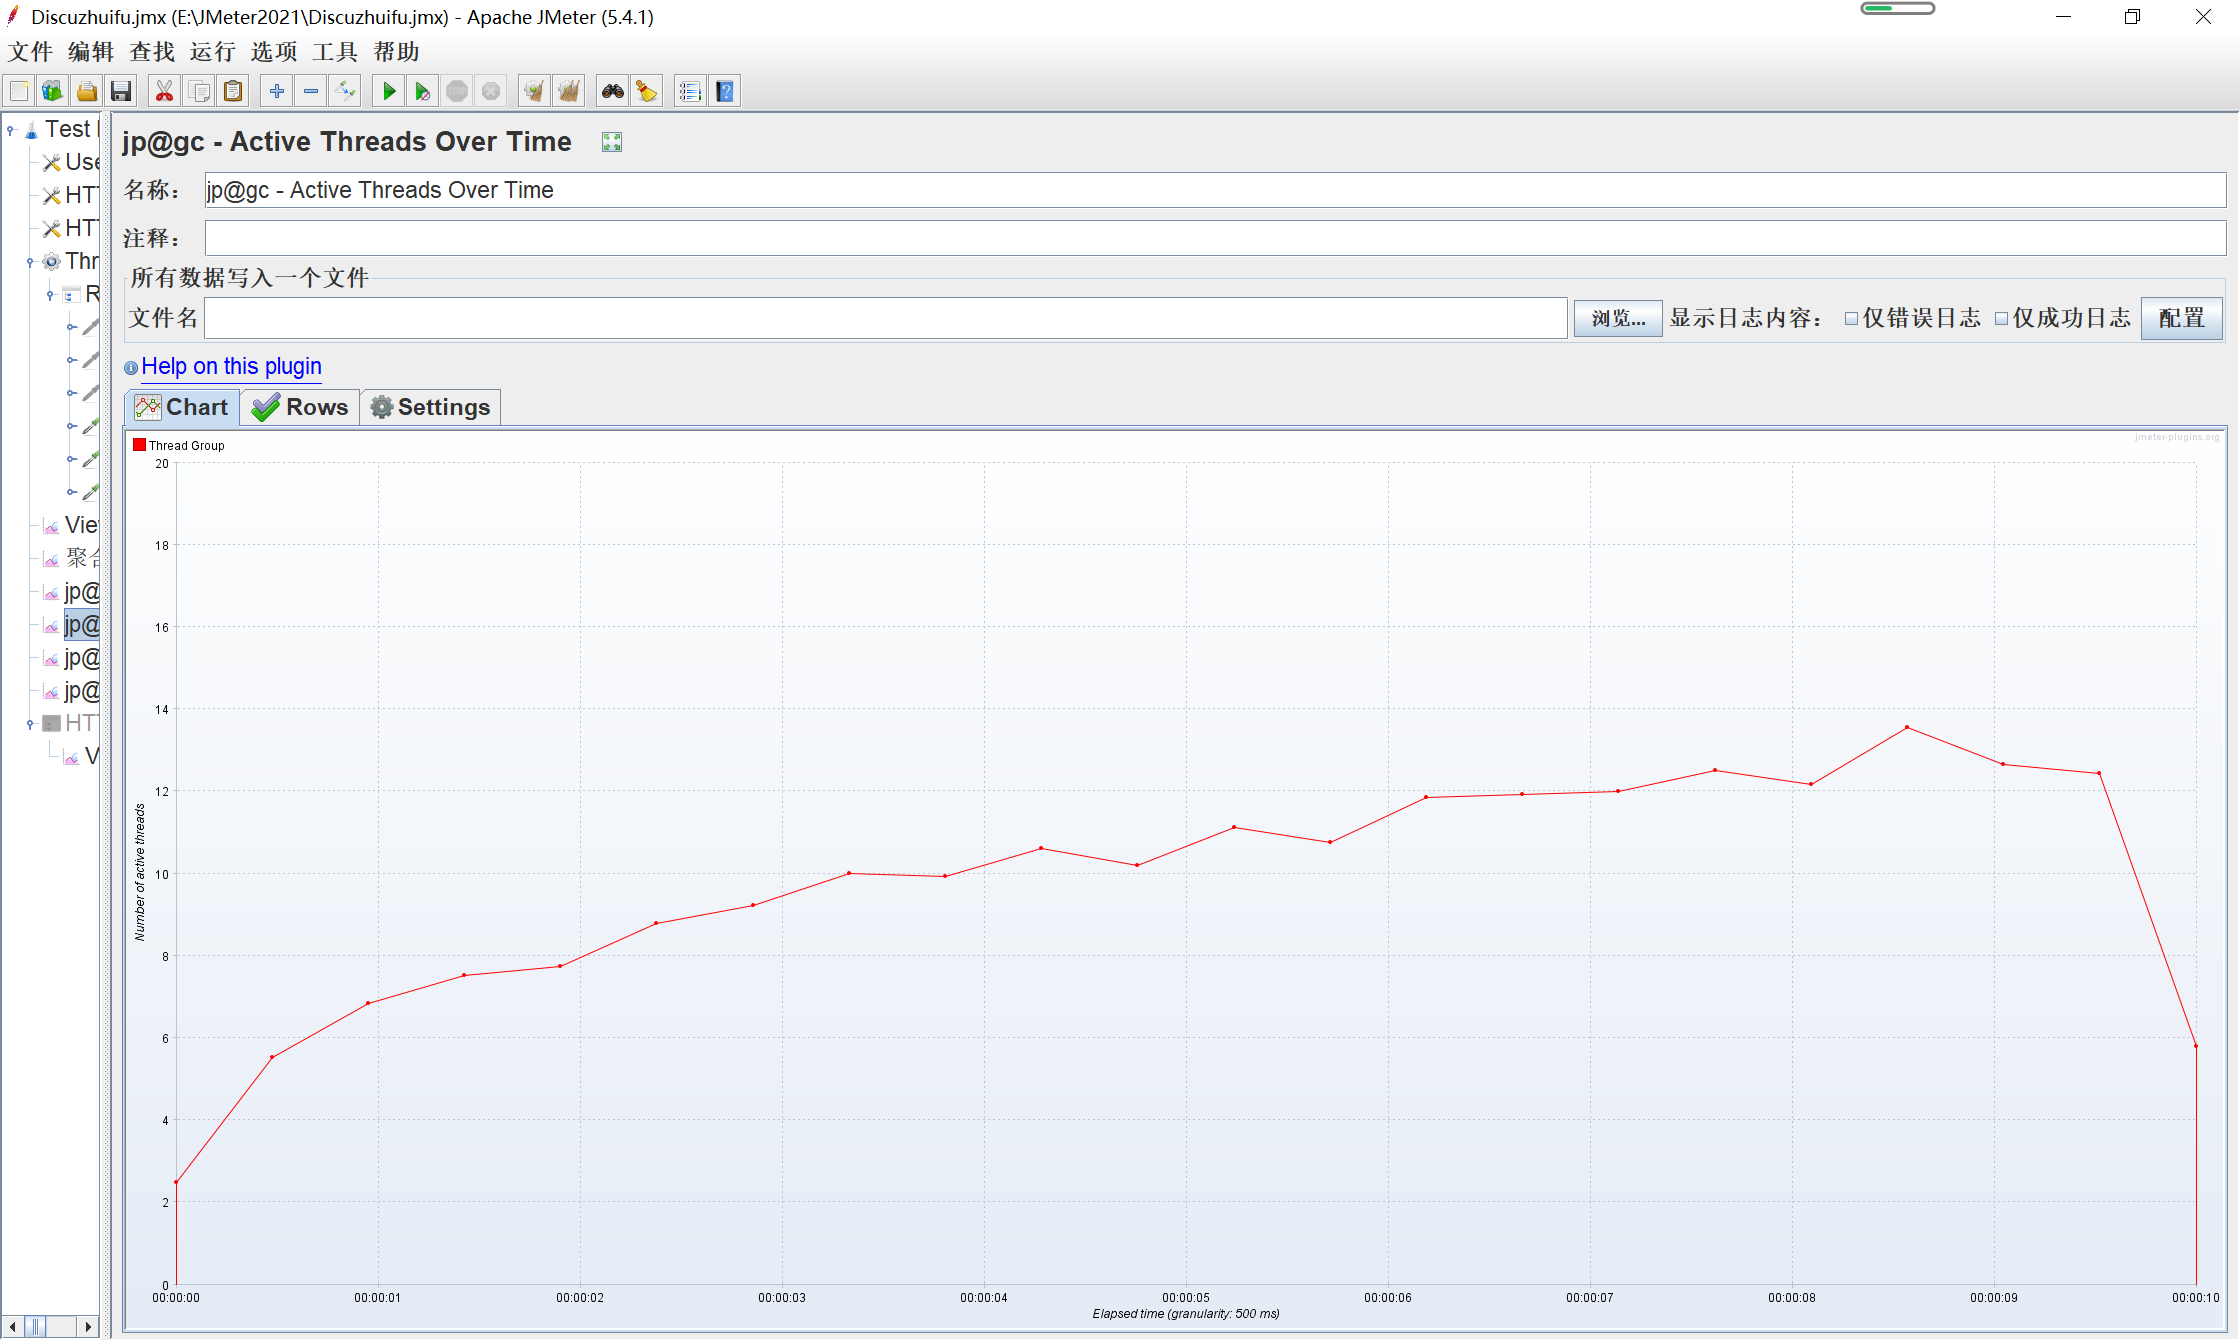 Discuzhuifu.jmx (E:\JMeter2021\Discuzhuifu.jmx) - Apache JMeter (5.4.1)
文件 编辑 查找 运行 选项 工具 帮助
Test
Use
HTT
HTT
Thr
R
Vie
聚合
jp@
jp@
jp@
jp@
HTT
V
jp@gc - Active Threads Over Time
名称： jp@gc - Active Threads Over Time
注释：
所有数据写入一个文件
文件名 浏览... 显示日志内容： 仅错误日志 仅成功日志 配置
Help on this plugin
Chart Rows Settings
Thread Group
jmeter-plugins.org
20
18
16
14
12
10
8
6
4
2
0
Number of active threads
00:00:00 00:00:01 00:00:02 00:00:03 00:00:04 00:00:05 00:00:06 00:00:07 00:00:08 00:00:09 00:00:10
Elapsed time (granularity: 500 ms)